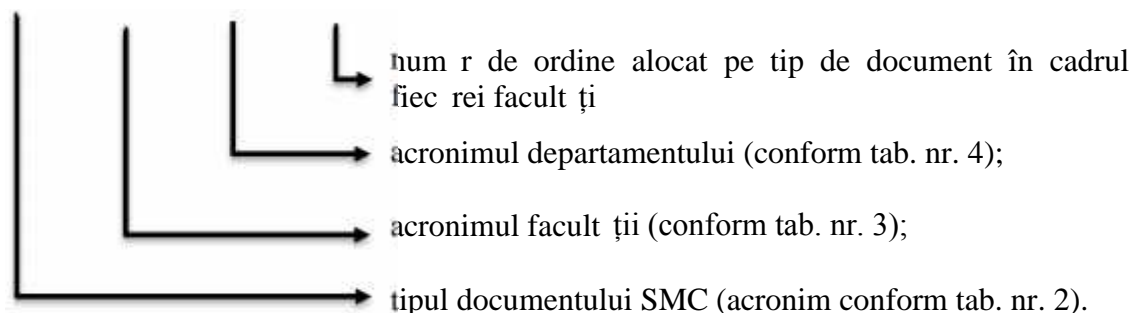 num r de ordine alocat pe tip de document în cadrul
fiec rei facult ți
acronimul departamentului (conform tab. nr. 4);
acronimul facult ții (conform tab. nr. 3);
tipul documentului SMC (acronim conform tab. nr. 2).